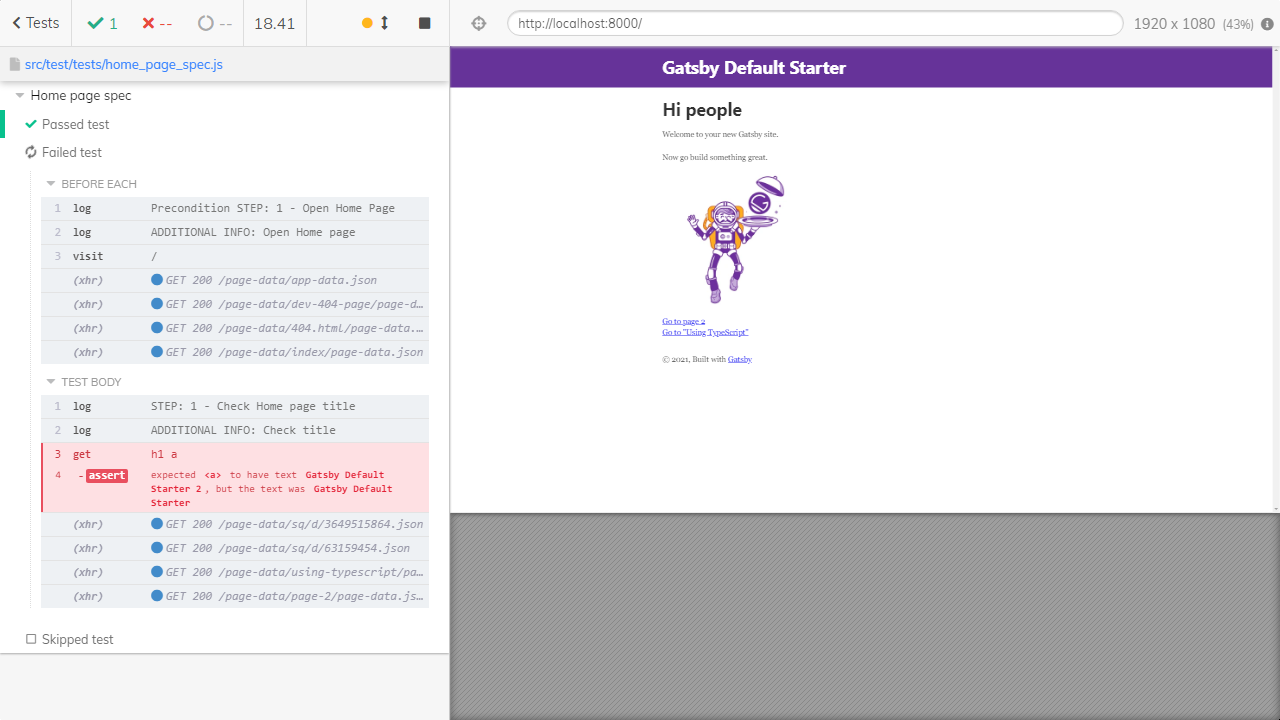 Tests 1 -- -- 18.41
http://localhost:8000/ 1920 x 1080 (43%)
src/test/tests/home_page_spec.js
Home page spec
Passed test
Failed test
BEFORE EACH
1 log Precondition STEP: 1 - Open Home Page
2 log ADDITIONAL INFO: Open Home page
3 visit /
(xhr) GET 200 /page-data/app-data.json
(xhr) GET 200 /page-data/dev-404-page/page-d…
(xhr) GET 200 /page-data/404.html/page-data.…
(xhr) GET 200 /page-data/index/page-data.json
TEST BODY
1 log STEP: 1 - Check Home page title
2 log ADDITIONAL INFO: Check title
3 get h1 a
4 -assert expected <a> to have text Gatsby Default
Starter 2, but the text was Gatsby Default
Starter
(xhr) GET 200 /page-data/sq/d/3649515864.json
(xhr) GET 200 /page-data/sq/d/63159454.json
(xhr) GET 200 /page-data/using-typescript/pa…
(xhr) GET 200 /page-data/page-2/page-data.js…
Skipped test
Gatsby Default Starter
Hi people
Welcome to your new Gatsby site.
Now go build something great.
Go to page 2
Go to "Using TypeScript"
© 2021, Built with Gatsby